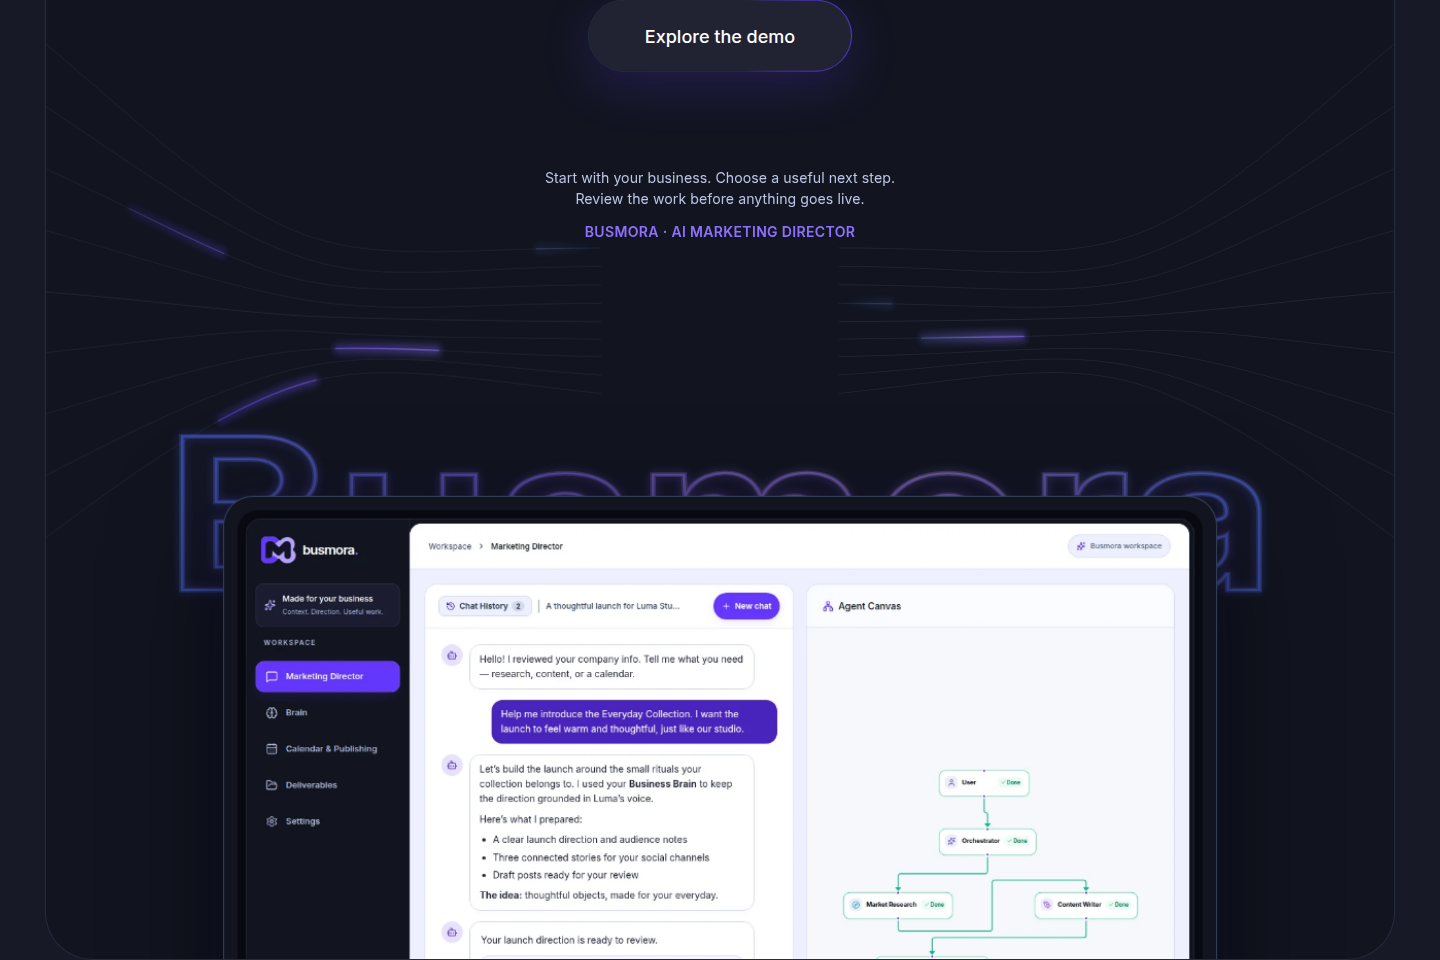 Explore the demo
Start with your business. Choose a useful next step.
Review the work before anything goes live.
BUSMORA · AI MARKETING DIRECTOR
Busmora
busmora.
Made for your business
Context. Direction. Useful work.
WORKSPACE
Marketing Director
Brain
Calendar & Publishing
Deliverables
Settings
Workspace › Marketing Director
Busmora workspace
Chat History 2
A thoughtful launch for Luma Stu...
+ New chat
Hello! I reviewed your company info. Tell me what you need
— research, content, or a calendar.
Help me introduce the Everyday Collection. I want the
launch to feel warm and thoughtful, just like our studio.
Let's build the launch around the small rituals your
collection belongs to. I used your Business Brain to keep
the direction grounded in Luma's voice.
Here's what I prepared:
• A clear launch direction and audience notes
• Three connected stories for your social channels
• Draft posts ready for your review
The idea: thoughtful objects, made for your everyday.
Your launch direction is ready to review.
Agent Canvas
User ✓ Done
Orchestrator ✓ Done
Market Research ✓ Done
Content Writer ✓ Done